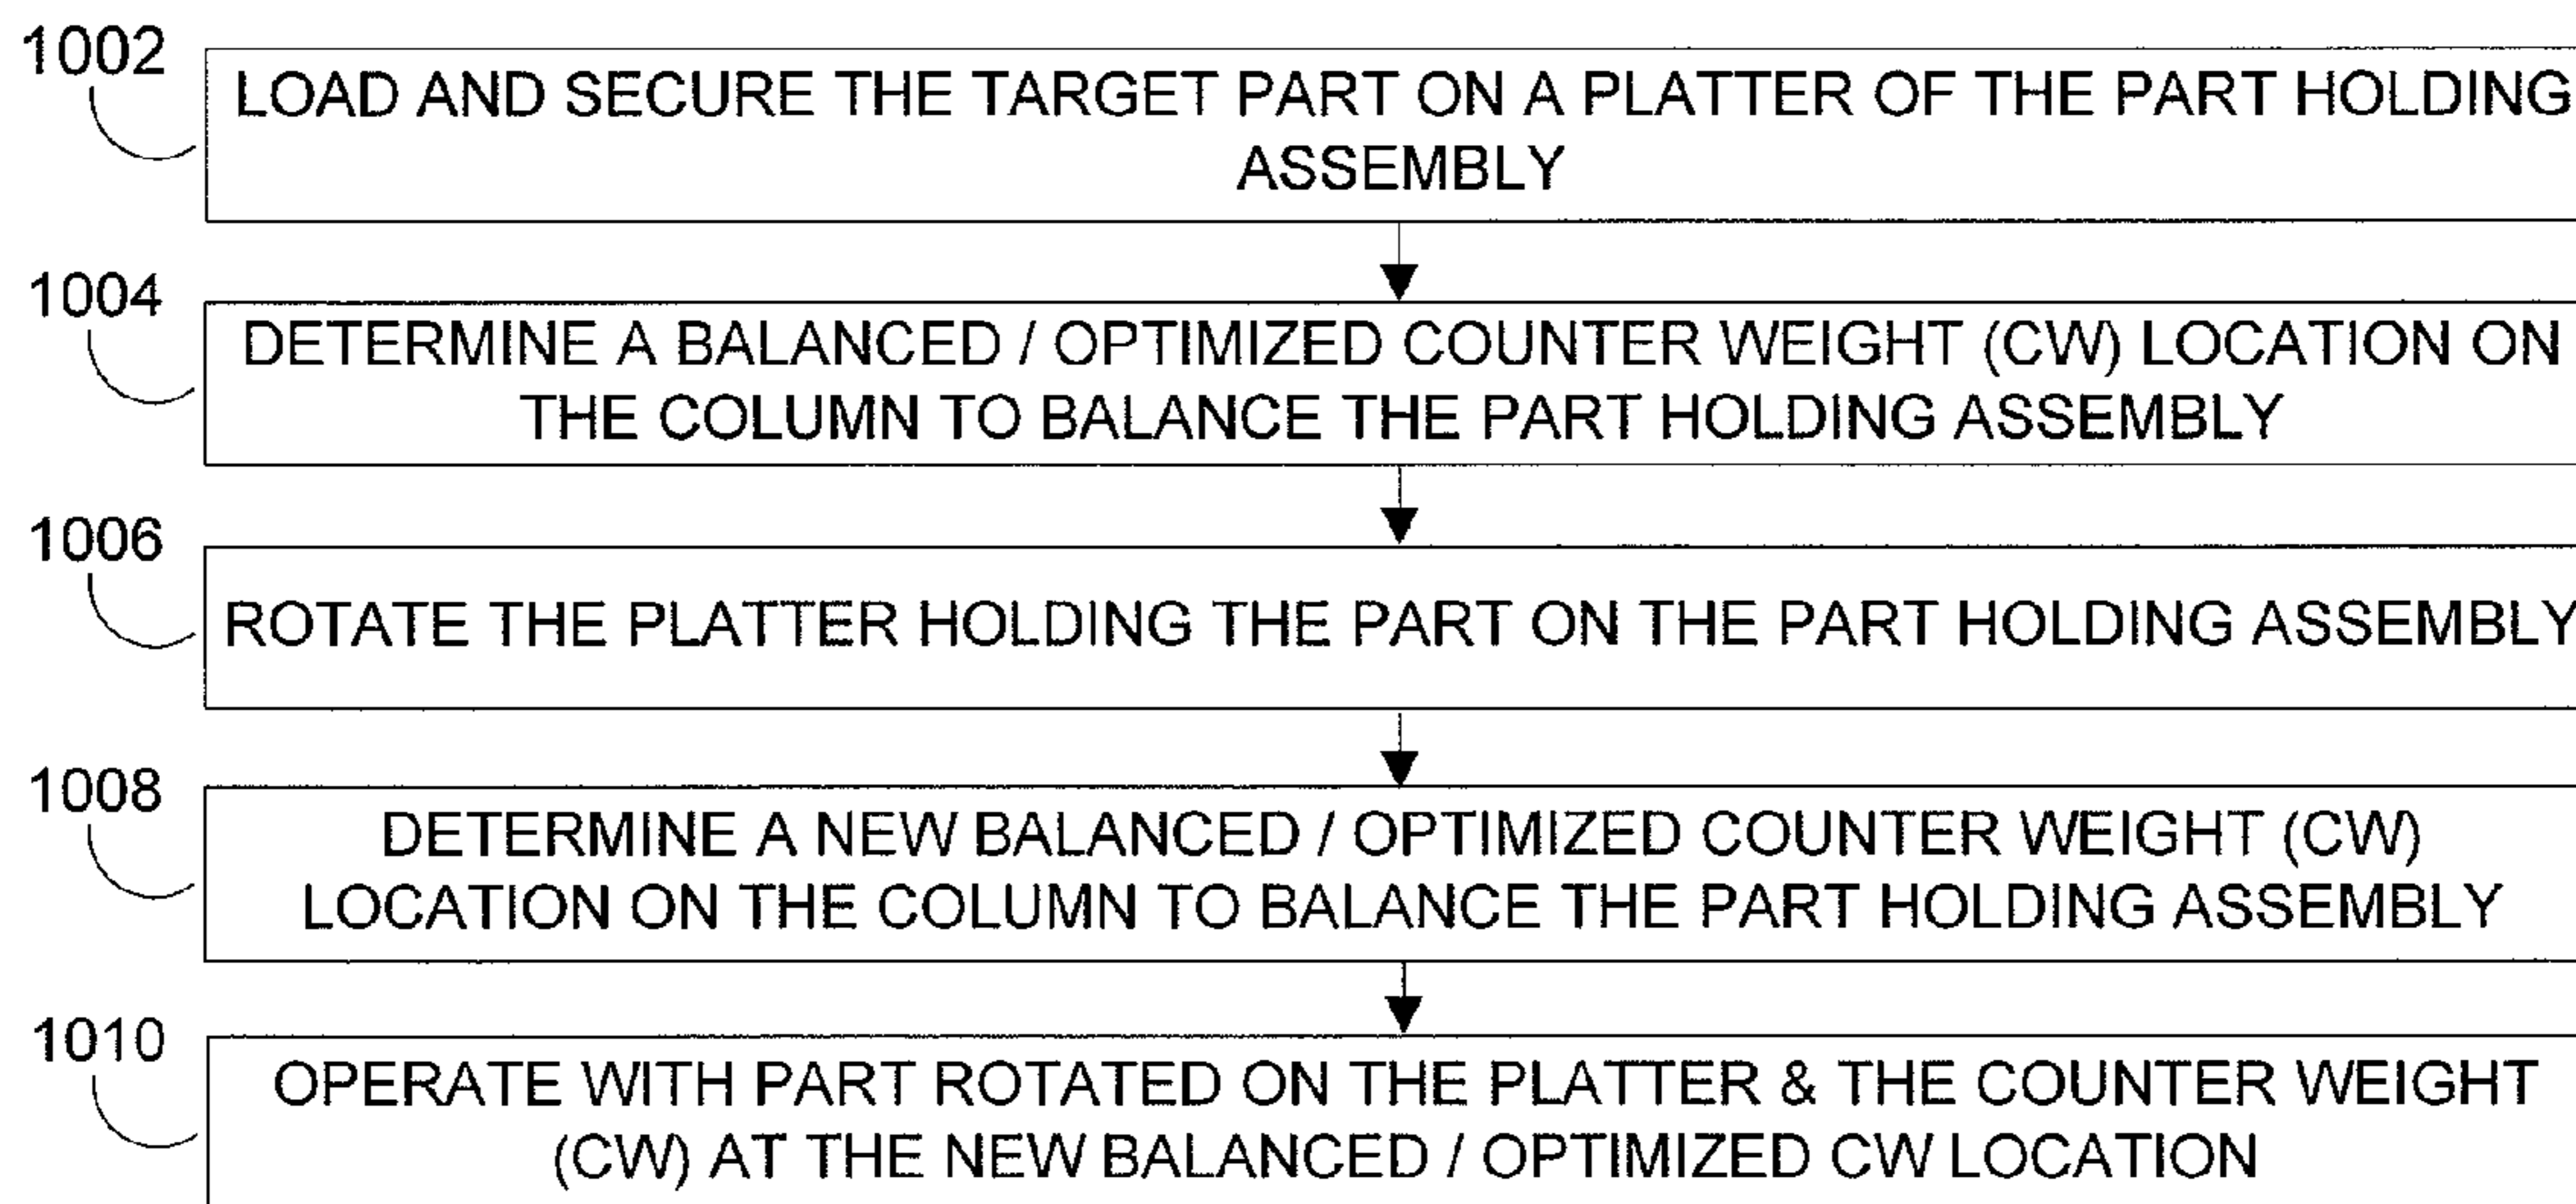 1002
LOAD AND SECURE THE TARGET PART ON A PLATTER OF THE PART HOLDING
ASSEMBLY
1004
DETERMINE A BALANCED / OPTIMIZED COUNTER WEIGHT (CW) LOCATION ON
THE COLUMN TO BALANCE THE PART HOLDING ASSEMBLY
1006
ROTATE THE PLATTER HOLDING THE PART ON THE PART HOLDING ASSEMBLY
1008
DETERMINE A NEW BALANCED / OPTIMIZED COUNTER WEIGHT (CW)
LOCATION ON THE COLUMN TO BALANCE THE PART HOLDING ASSEMBLY
1010
OPERATE WITH PART ROTATED ON THE PLATTER & THE COUNTER WEIGHT
(CW) AT THE NEW BALANCED / OPTIMIZED CW LOCATION